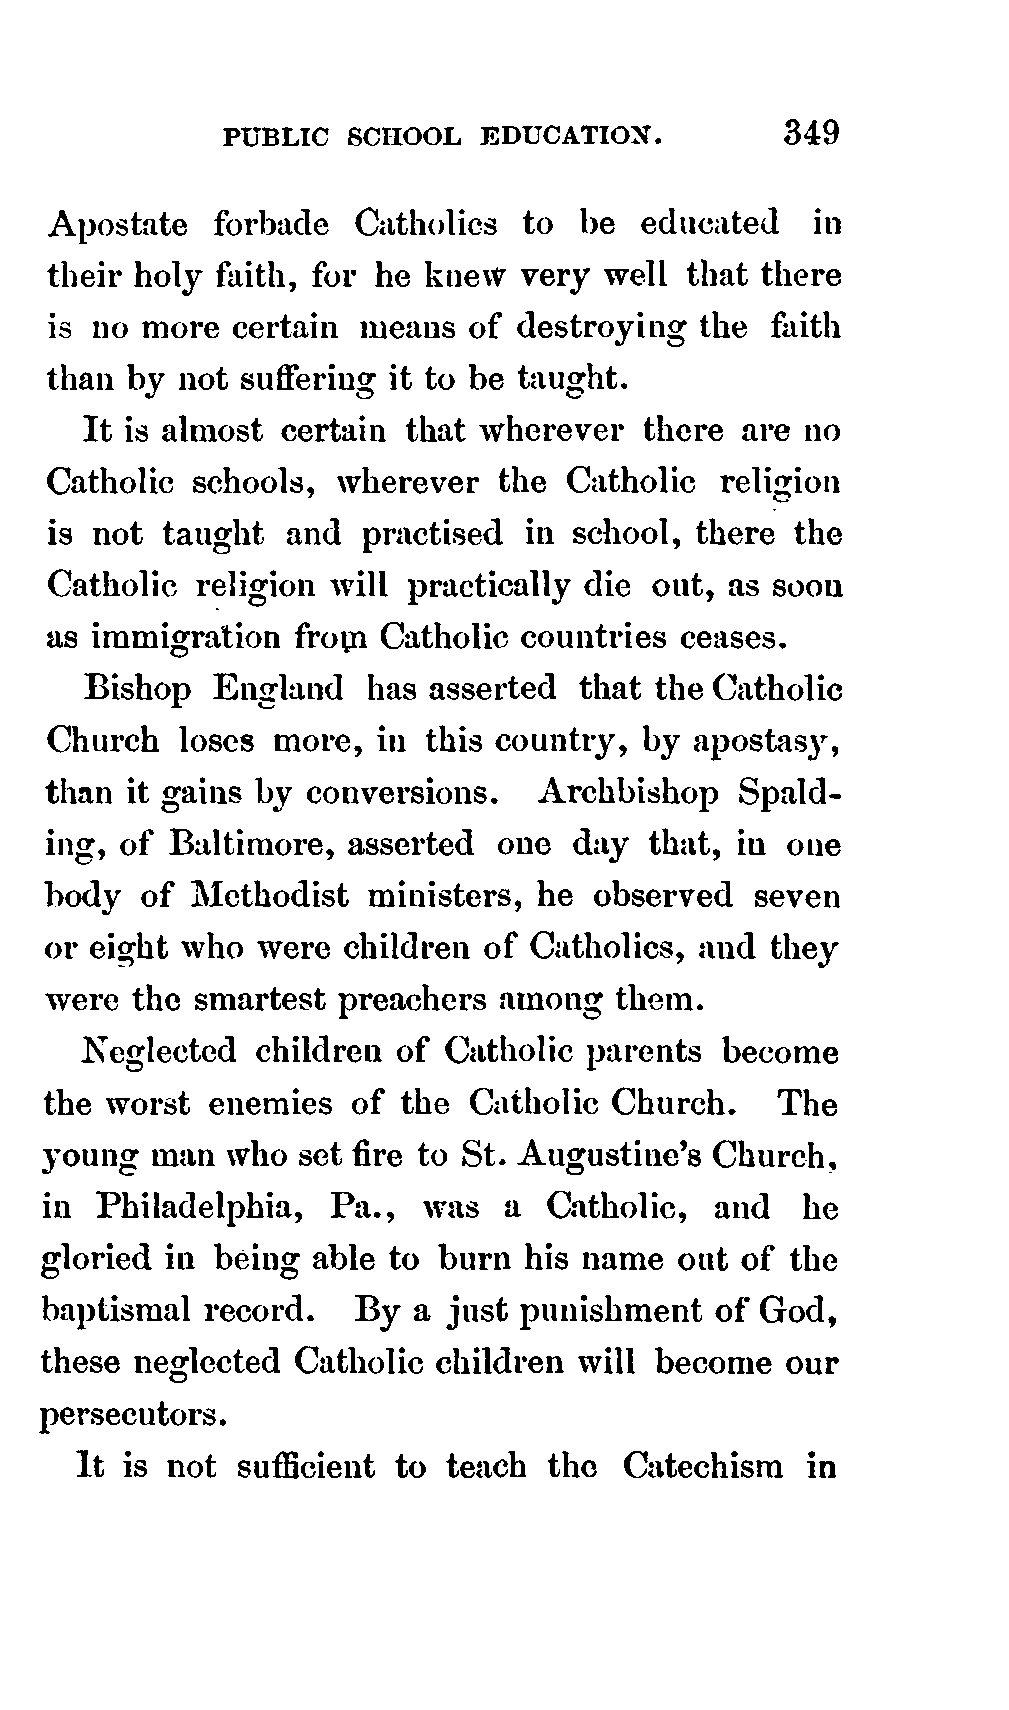 PUBLIC SCHOOL EDUCATION. 349
Apostate forbade Catholics to be educated in
their holy faith, for he knew very well that there
is no more certain means of destroying the faith
than by not suffering it to be taught.
It is almost certain that wherever there are no
Catholic schools, wherever the Catholic religion
is not taught and practised in school, there the
Catholic religion will practically die out, as soon
as immigration from Catholic countries ceases.
Bishop England has asserted that the Catholic
Church loses more, in this country, by apostasy,
than it gains by conversions. Archbishop Spald-
ing, of Baltimore, asserted one day that, in one
body of Methodist ministers, he observed seven
or eight who were children of Catholics, and they
were the smartest preachers among them.
Neglected children of Catholic parents become
the worst enemies of the Catholic Church. The
young man who set fire to St. Augustine's Church,
in Philadelphia, Pa., was a Catholic, and he
gloried in being able to burn his name out of the
baptismal record. By a just punishment of God,
these neglected Catholic children will become our
persecutors.
It is not sufficient to teach the Catechism in